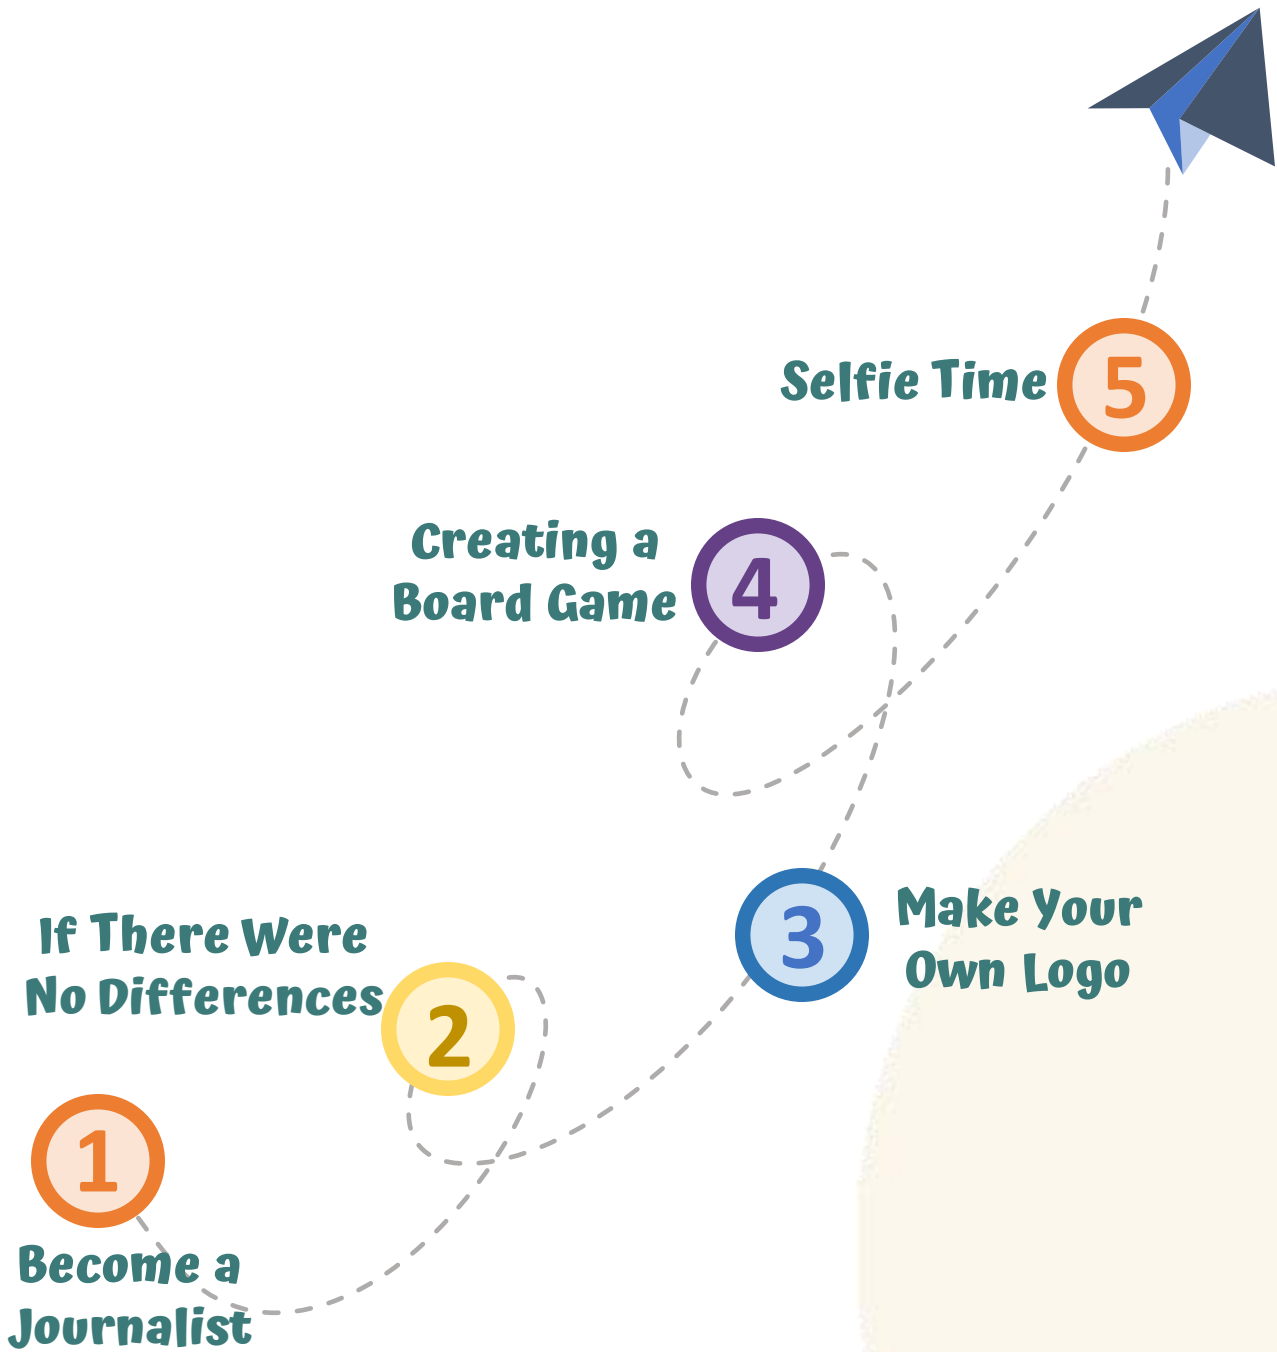 5
Selfie Time
4
Creating a
Board Game
3
Make Your
Own Logo
2
If There Were
No Differences
1
Become a
Journalist